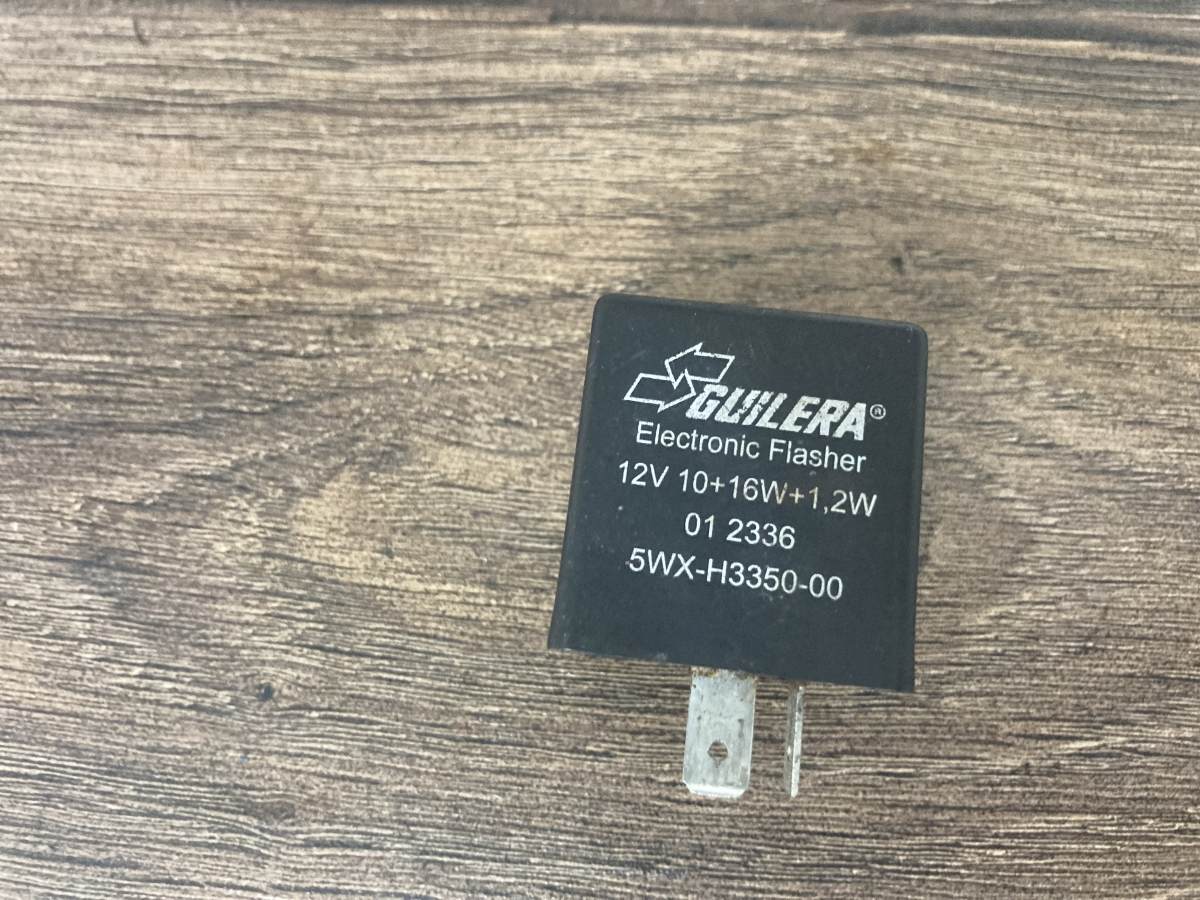 GUILERA®
Electronic Flasher
12V 10+16W+1,2W
01 2336
5WX-H3350-00